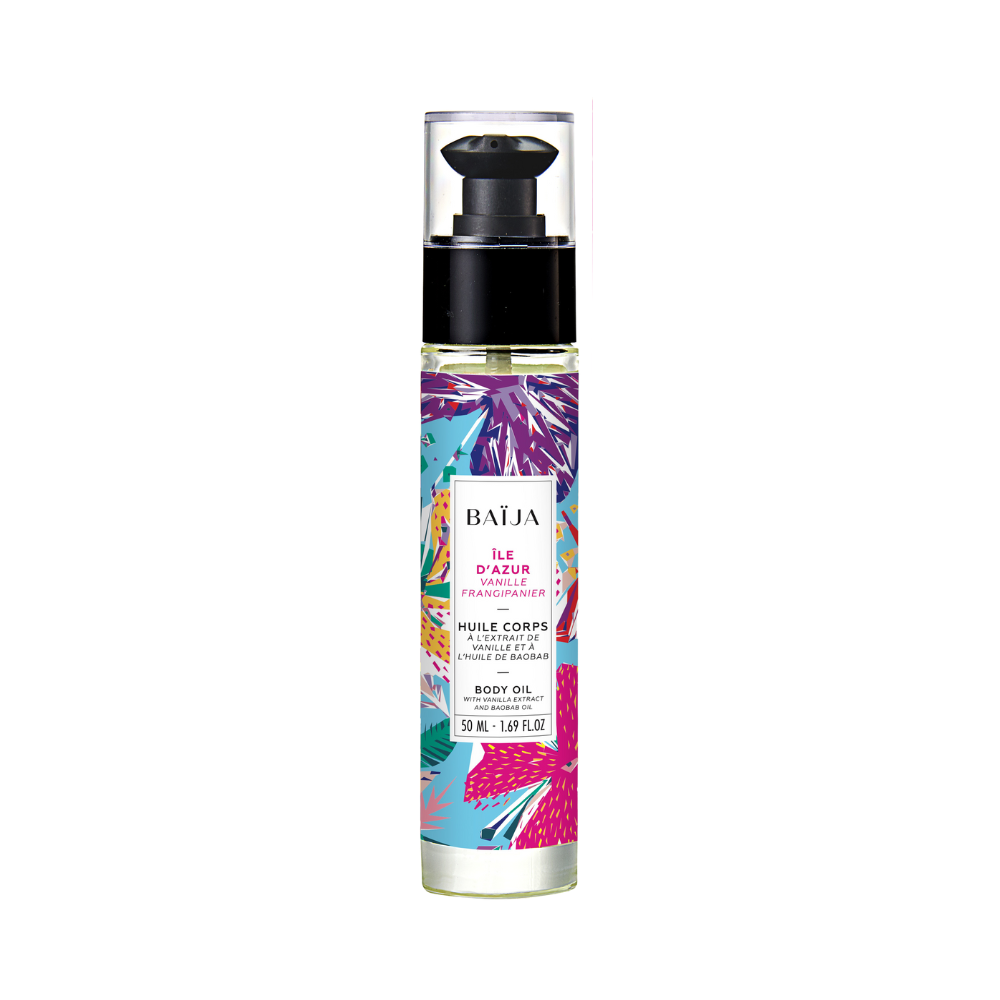 BAÏJA
ÎLE
D'AZUR
VANILLE
FRANGIPANIER
HUILE CORPS
À L'EXTRAIT DE
VANILLE ET À
L'HUILE DE BAOBAB
BODY OIL
WITH VANILLA EXTRACT
AND BAOBAB OIL
50 ML - 1.69 FL.OZ